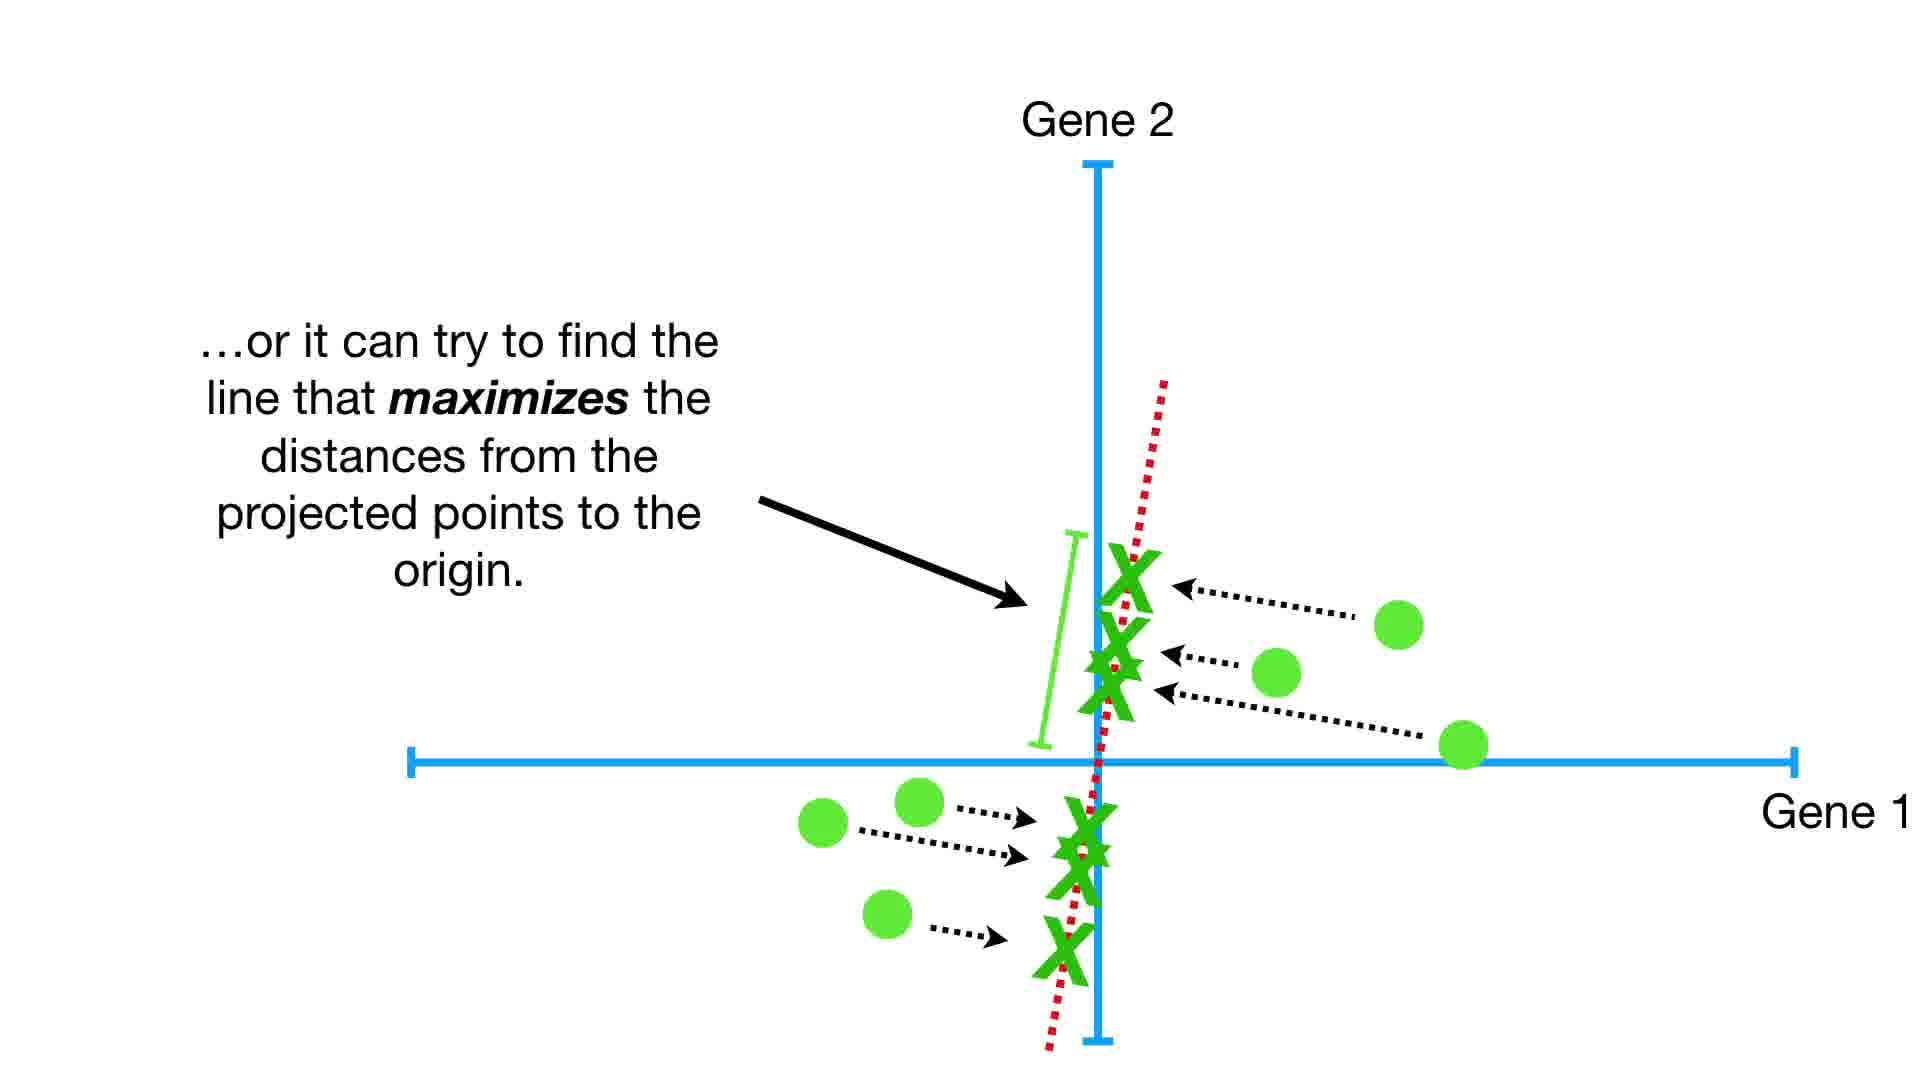 Gene 2
…or it can try to find the
line that maximizes the
distances from the
projected points to the
origin.
Gene 1